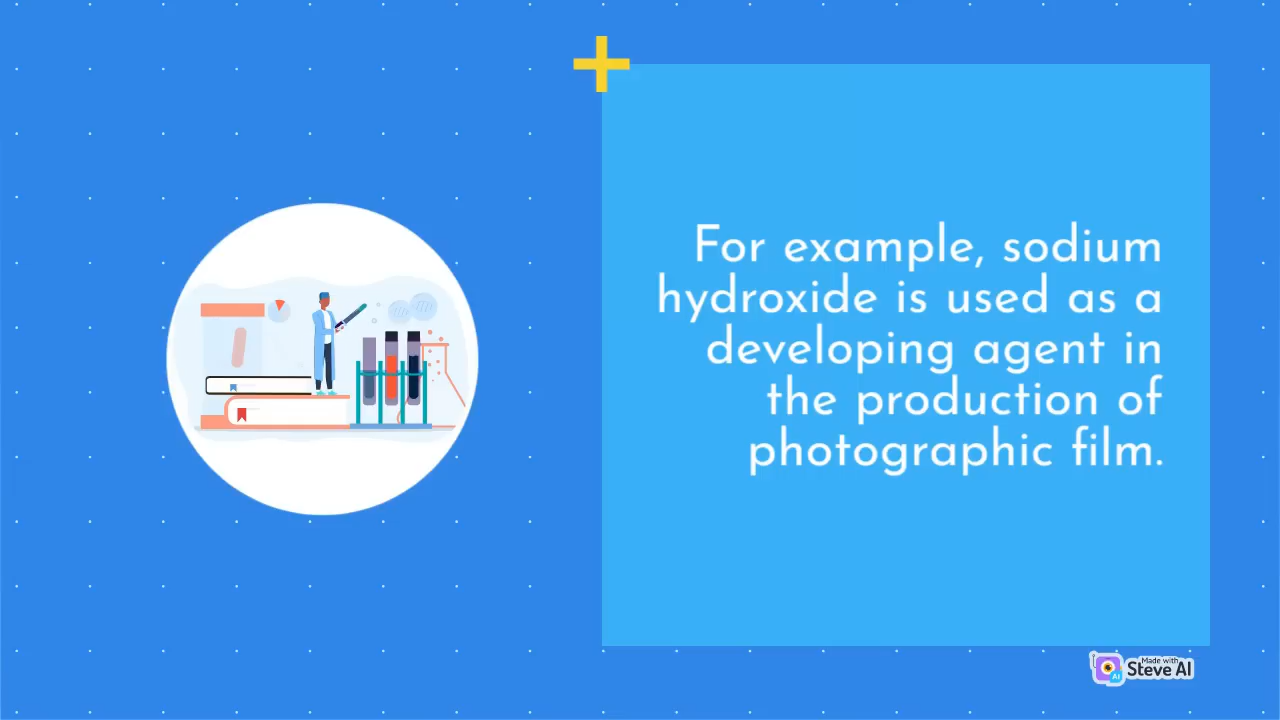 For example, sodium
hydroxide is used as a
developing agent in
the production of
photographic film.
Made with
Steve AI
AI